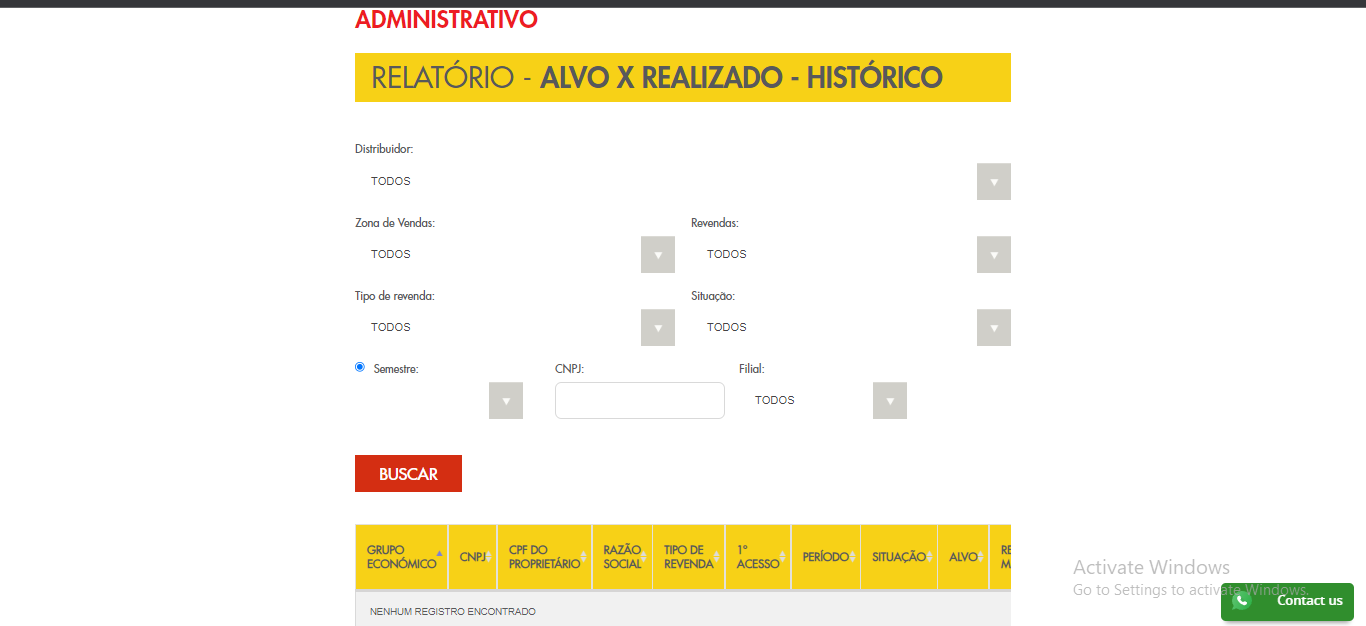 ADMINISTRATIVO
RELATÓRIO - ALVO X REALIZADO - HISTÓRICO
Distribuidor:
TODOS
Zona de Vendas:
Revendas:
TODOS
TODOS
Tipo de revenda:
Situação:
TODOS
TODOS
Semestre:
CNPJ:
Filial:
TODOS
BUSCAR
GRUPO
ECONÔMICO
CNPJ
CPF DO
PROPRIETÁRIO
RAZÃO
SOCIAL
TIPO DE
REVENDA
1º
ACESSO
PERÍODO
SITUAÇÃO
ALVO
NENHUM REGISTRO ENCONTRADO
Activate Windows
Go to Settings to activate Windows.
Contact us